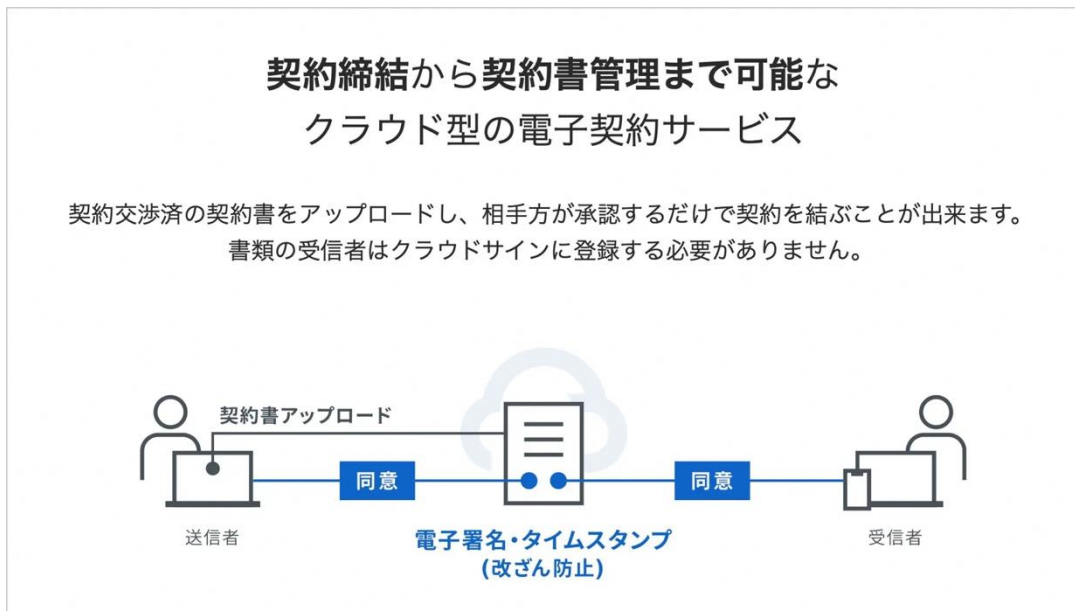 契約締結から契約書管理まで可能な
クラウド型の電子契約サービス
契約交渉済の契約書をアップロードし、相手方が承認するだけで契約を結ぶことが出来ます。
書類の受信者はクラウドサインに登録する必要がありません。
契約書アップロード
同意
同意
送信者
電子署名・タイムスタンプ
(改ざん防止)
受信者